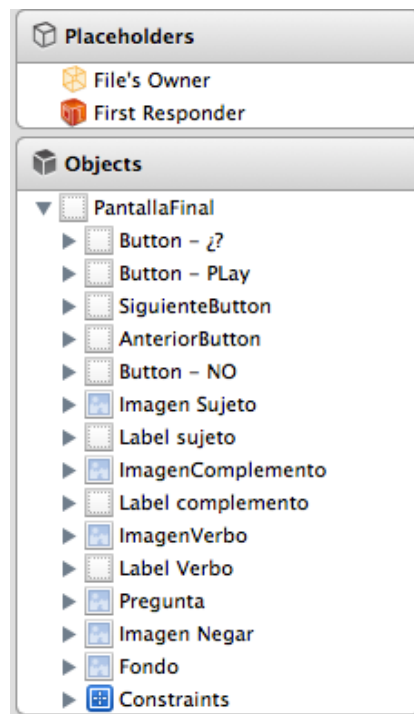 Placeholders
File's Owner
First Responder
Objects
PantallaFinal
Button – ¿?
Button – PLay
SiguienteButton
AnteriorButton
Button – NO
Imagen Sujeto
Label sujeto
ImagenComplemento
Label complemento
ImagenVerbo
Label Verbo
Pregunta
Imagen Negar
Fondo
Constraints